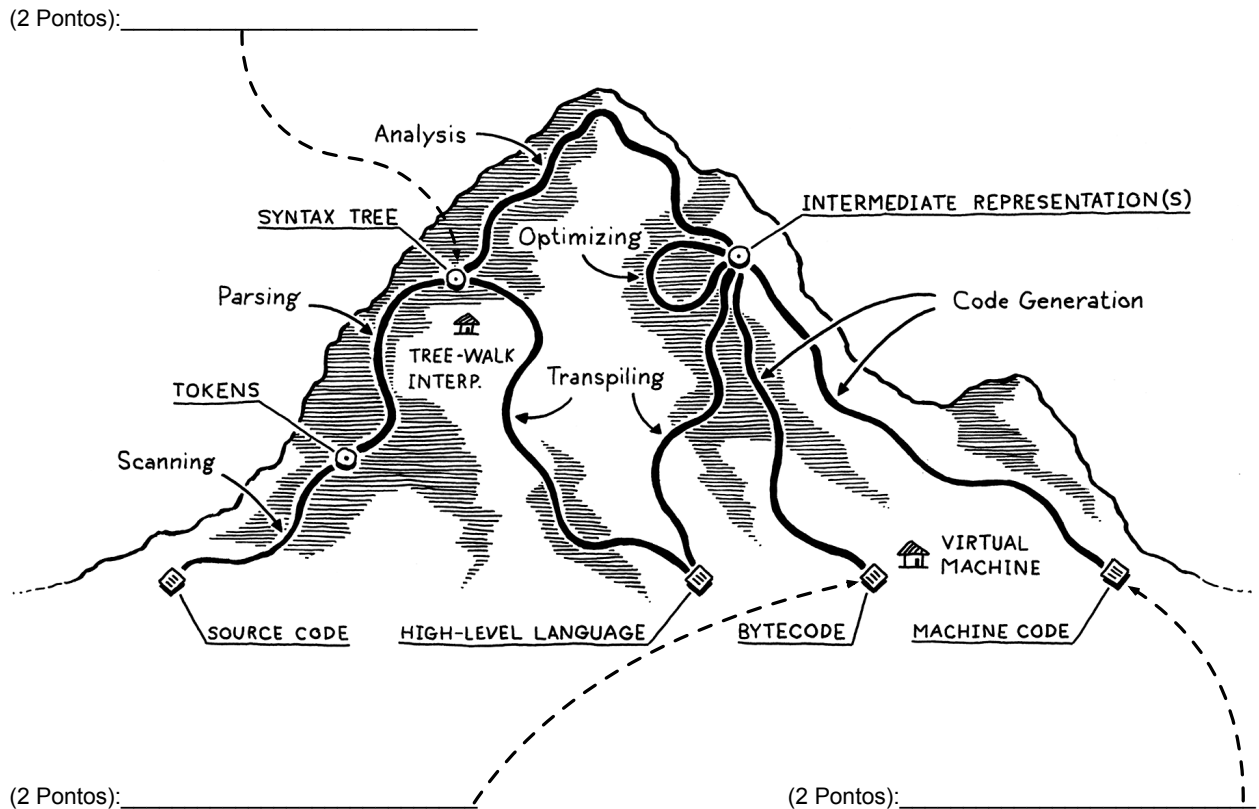 (2 Pontos):
Analysis
SYNTAX TREE
INTERMEDIATE REPRESENTATION(S)
Optimizing
Parsing
Code Generation
TREE-WALK
INTERP.
Transpiling
TOKENS
Scanning
VIRTUAL
MACHINE
SOURCE CODE
HIGH-LEVEL LANGUAGE
BYTECODE
MACHINE CODE
(2 Pontos):
(2 Pontos):